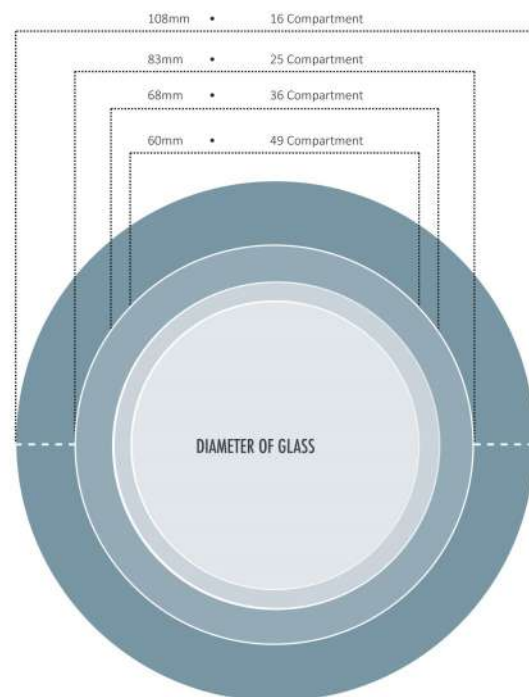 108mm • 16 Compartment
83mm • 25 Compartment
68mm • 36 Compartment
60mm • 49 Compartment
DIAMETER OF GLASS